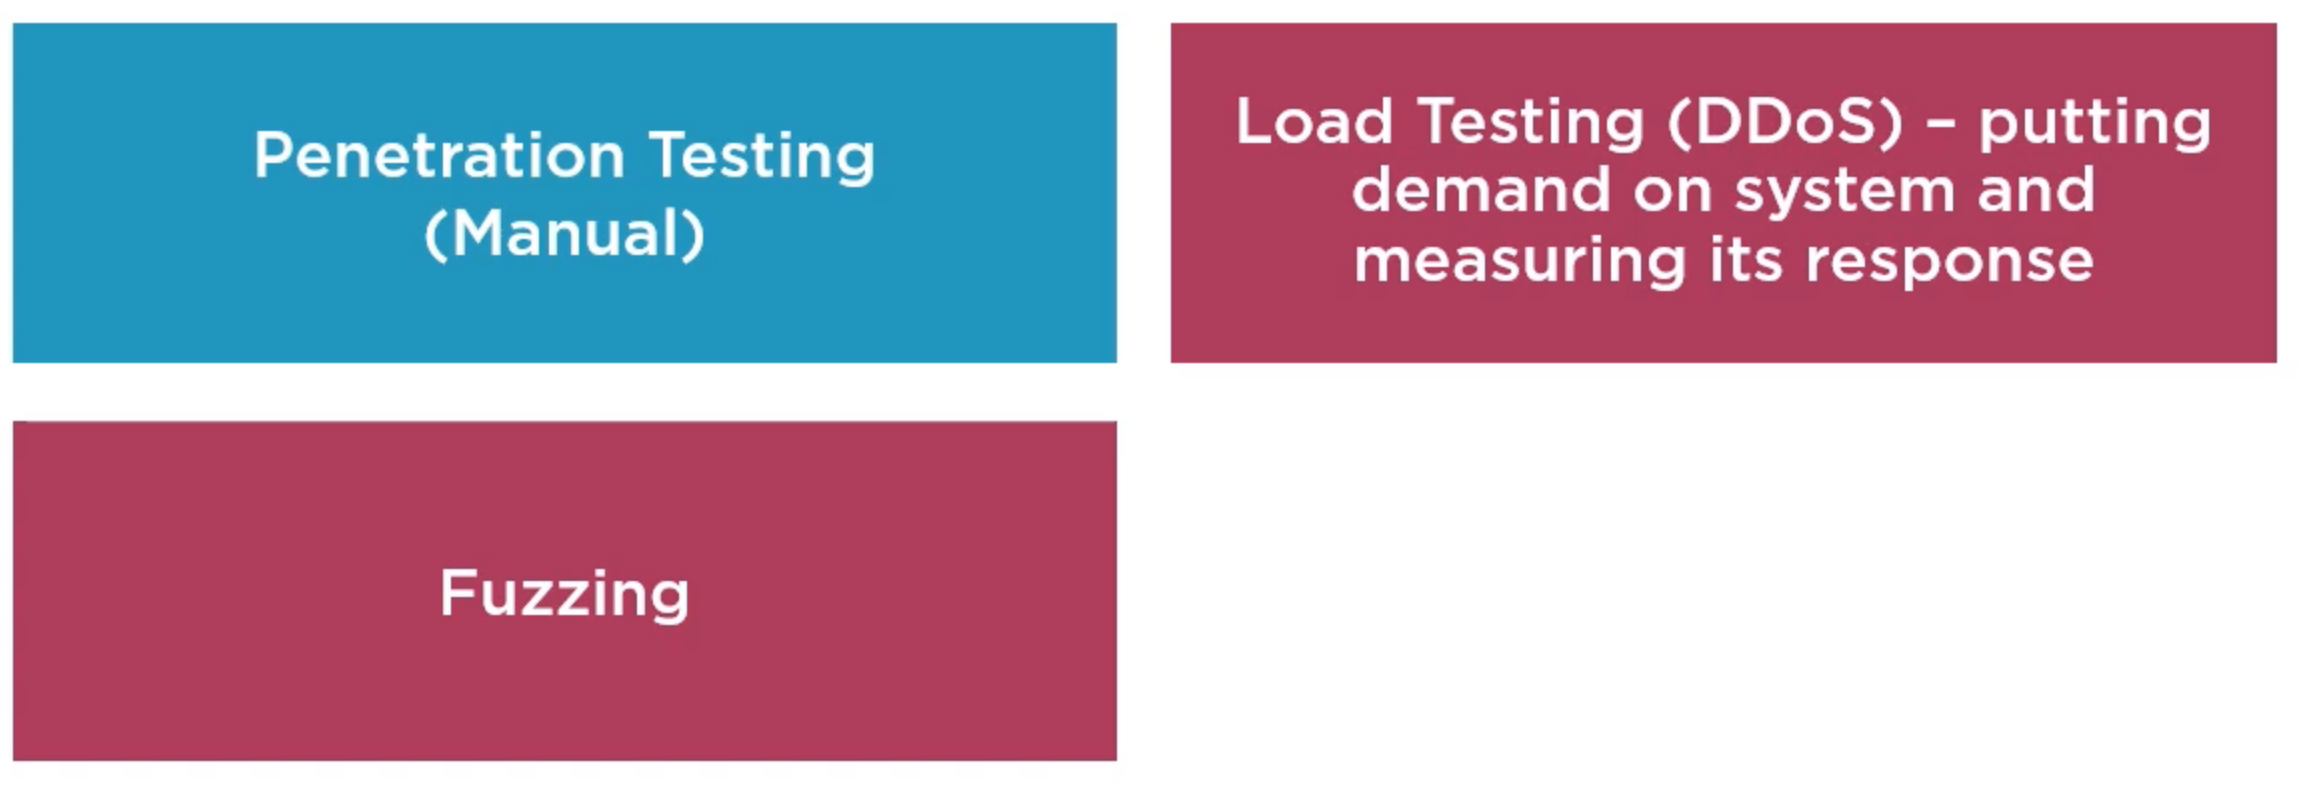 Penetration Testing
(Manual)
Load Testing (DDoS) – putting
demand on system and
measuring its response
Fuzzing